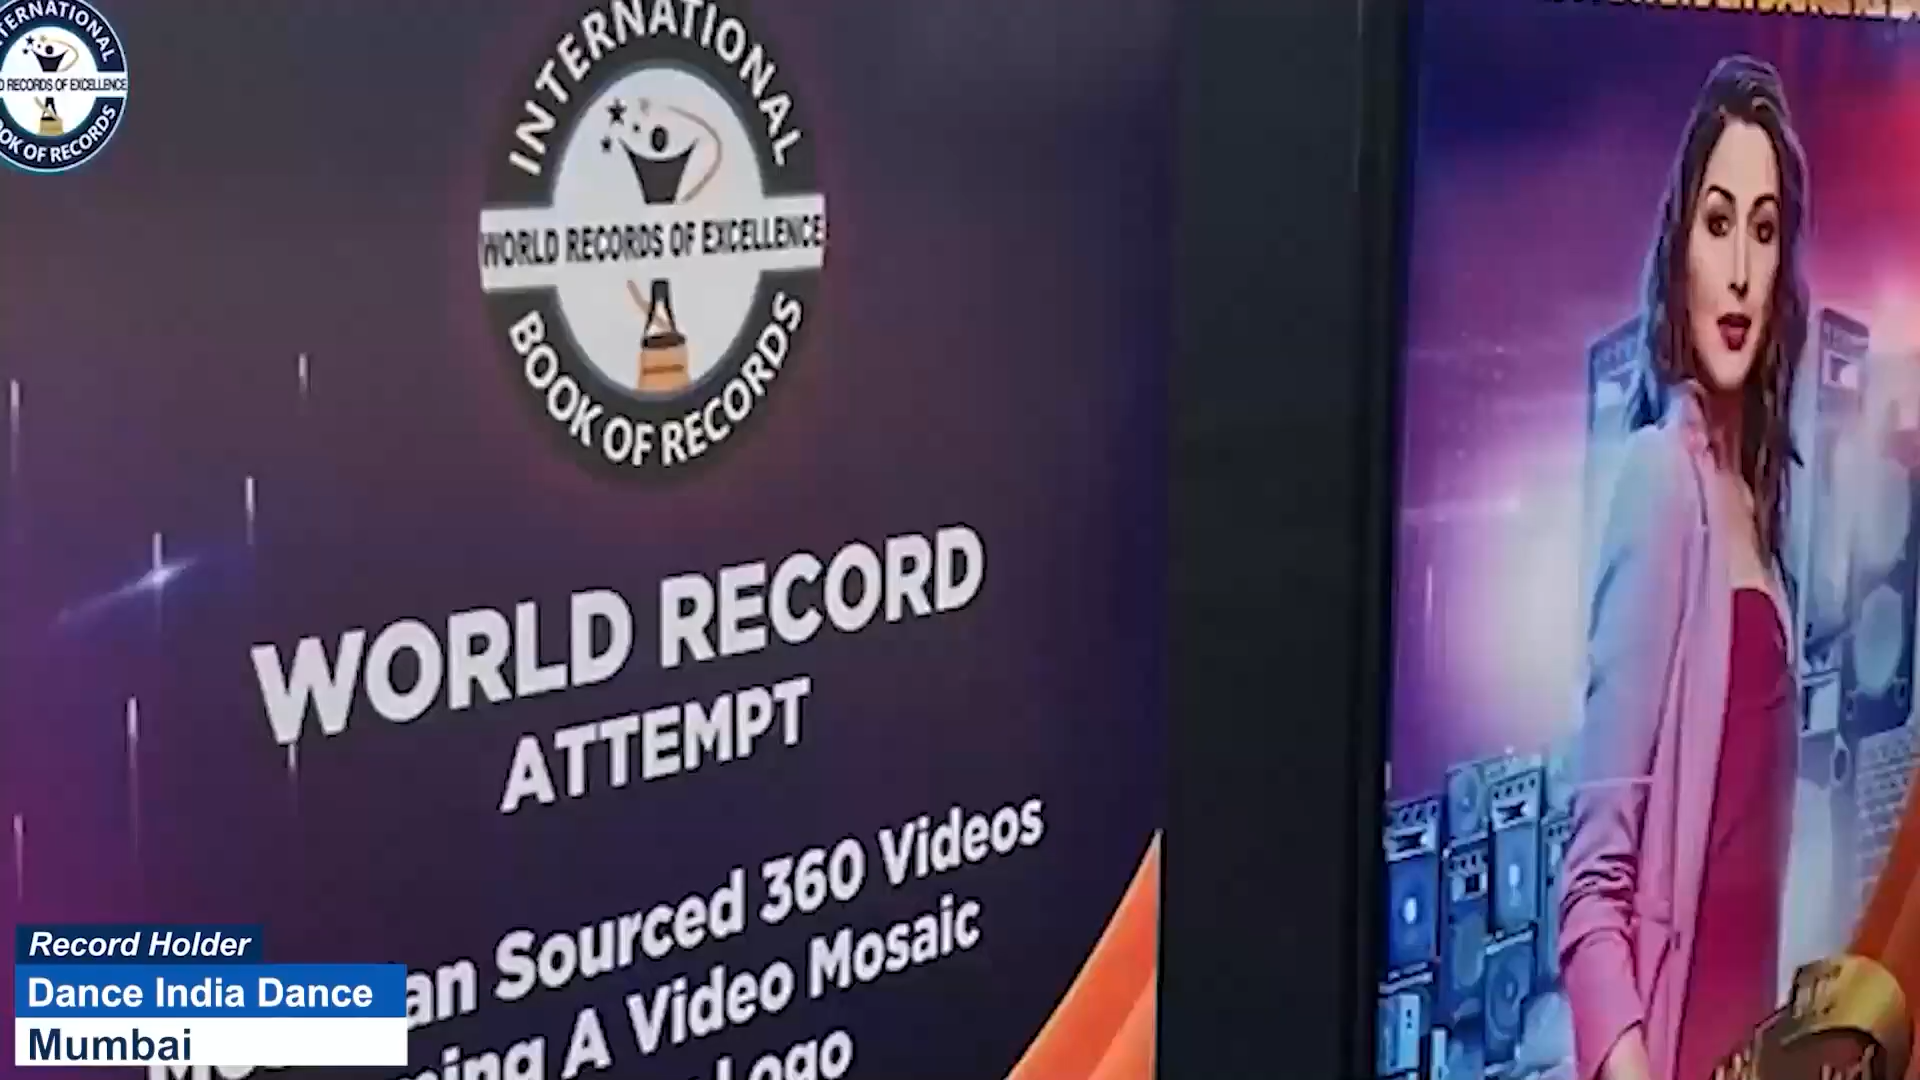 INTERNATIONAL
WORLD RECORDS OF EXCELLENCE
BOOK OF RECORDS
RECORDS OF EXCELLENCE
BOOK OF RECORDS
INTERNATIONAL
WORLD RECORD
ATTEMPT
Sourced 360 Videos
A Video Mosaic
Logo
Record Holder
Dance India Dance
Mumbai